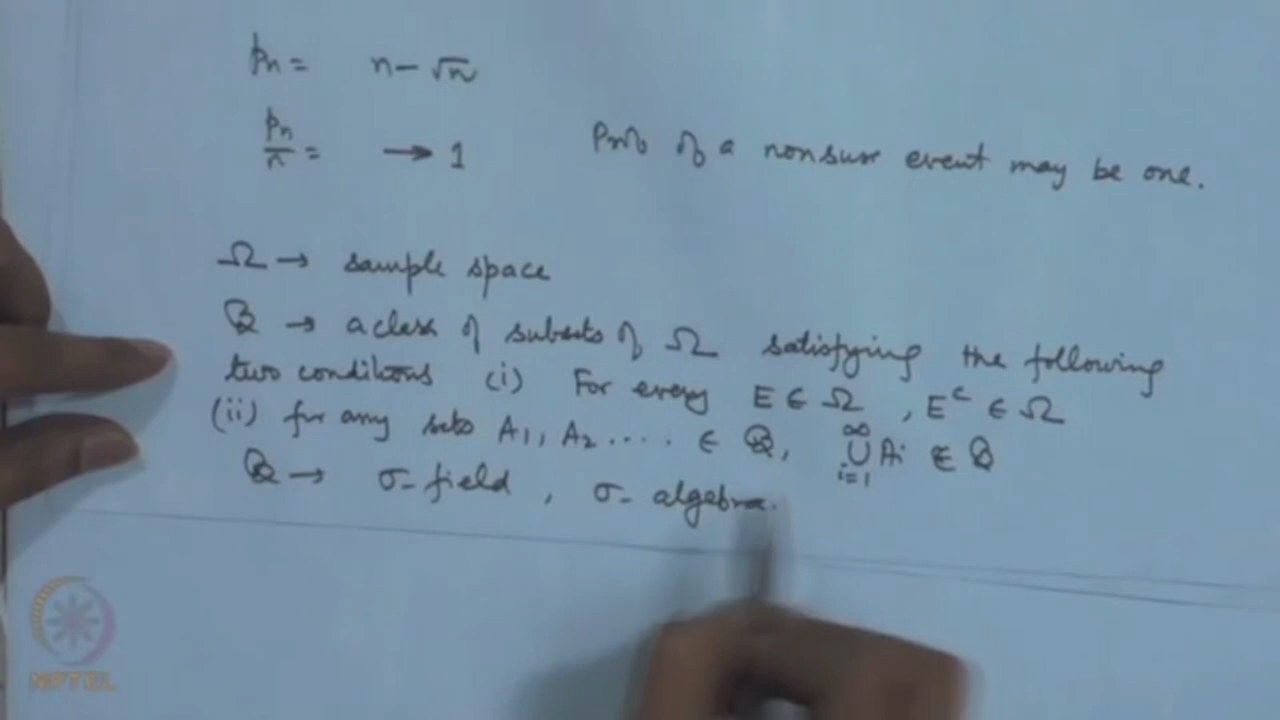 Pn = n - √n
Pn/n = → 1 Prob of a nonsure event may be one.
Ω → sample space
B → a class of subsets of Ω satisfying the following
two conditions (i) For every E ∈ Ω, E^C ∈ Ω
(ii) for any sets A1, A2 .... ∈ B, ∞ ∪ i=1 Ai ∈ B
B → σ-field, σ-algebra.
NPTEL